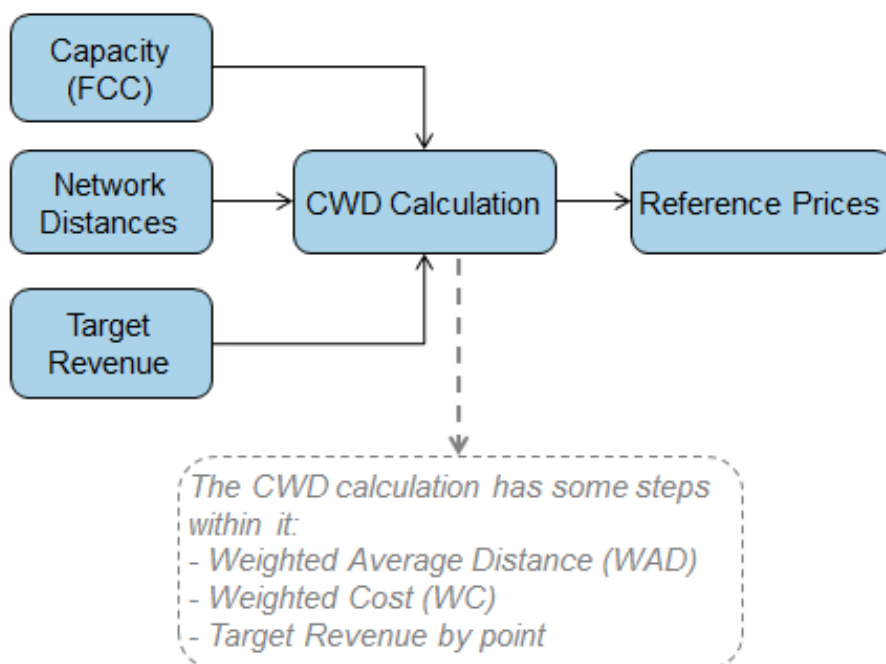 Capacity
(FCC)
Network
Distances
CWD Calculation
Reference Prices
Target
Revenue
The CWD calculation has some steps
within it:
- Weighted Average Distance (WAD)
- Weighted Cost (WC)
- Target Revenue by point